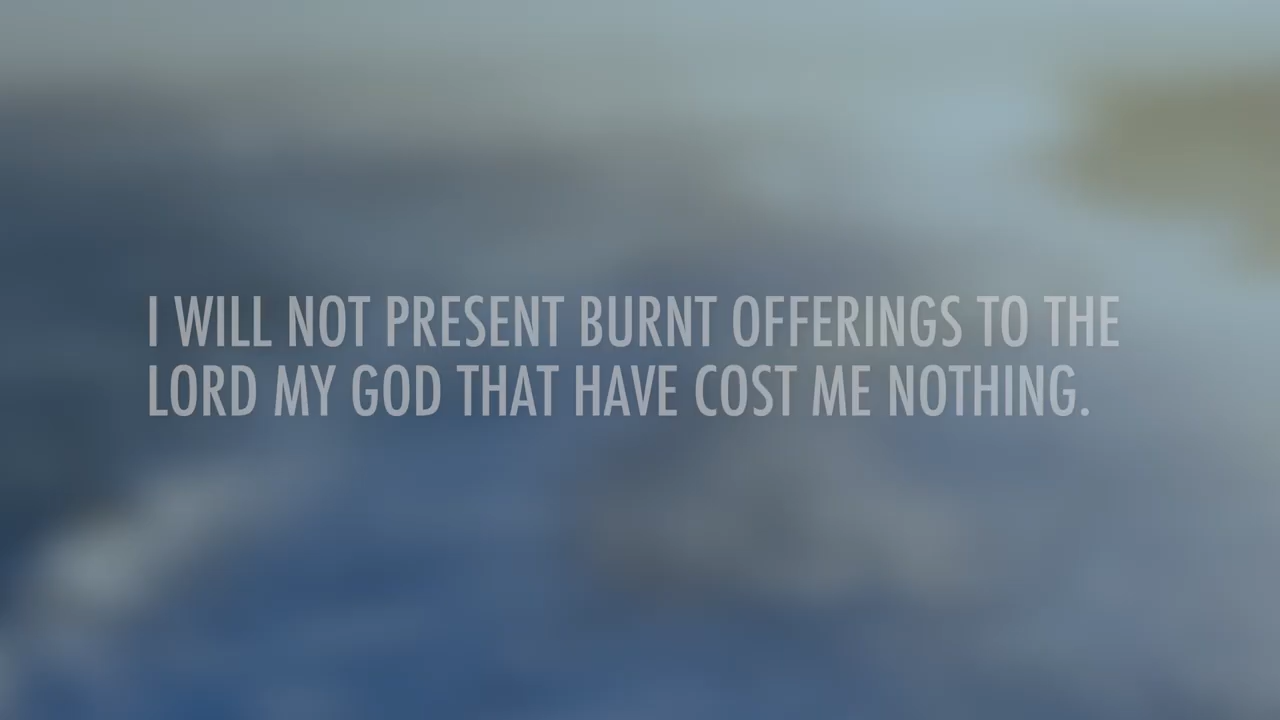 I WILL NOT PRESENT BURNT OFFERINGS TO THE
LORD MY GOD THAT HAVE COST ME NOTHING.